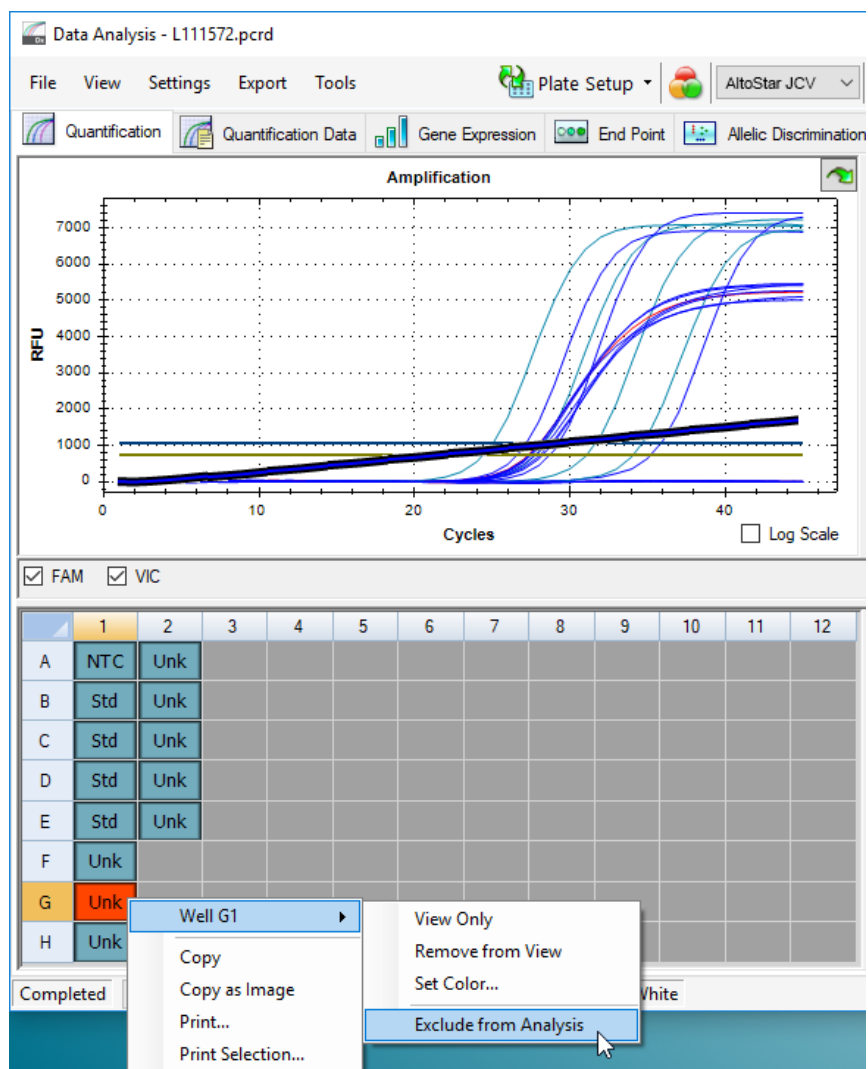 Data Analysis - L111572.pcrd
File View Settings Export Tools Plate Setup AltoStar JCV
Quantification Quantification Data Gene Expression End Point Allelic Discrimination
Amplification
7000
6000
5000
4000
3000
2000
1000
0
RFU
0 10 20 30 40
Cycles
Log Scale
FAM VIC
1 2 3 4 5 6 7 8 9 10 11 12
A NTC Unk
B Std Unk
C Std Unk
D Std Unk
E Std Unk
F Unk
G Unk
H Unk
Well G1
Copy
Copy as Image
Print...
Print Selection...
View Only
Remove from View
Set Color...
Exclude from Analysis
Completed